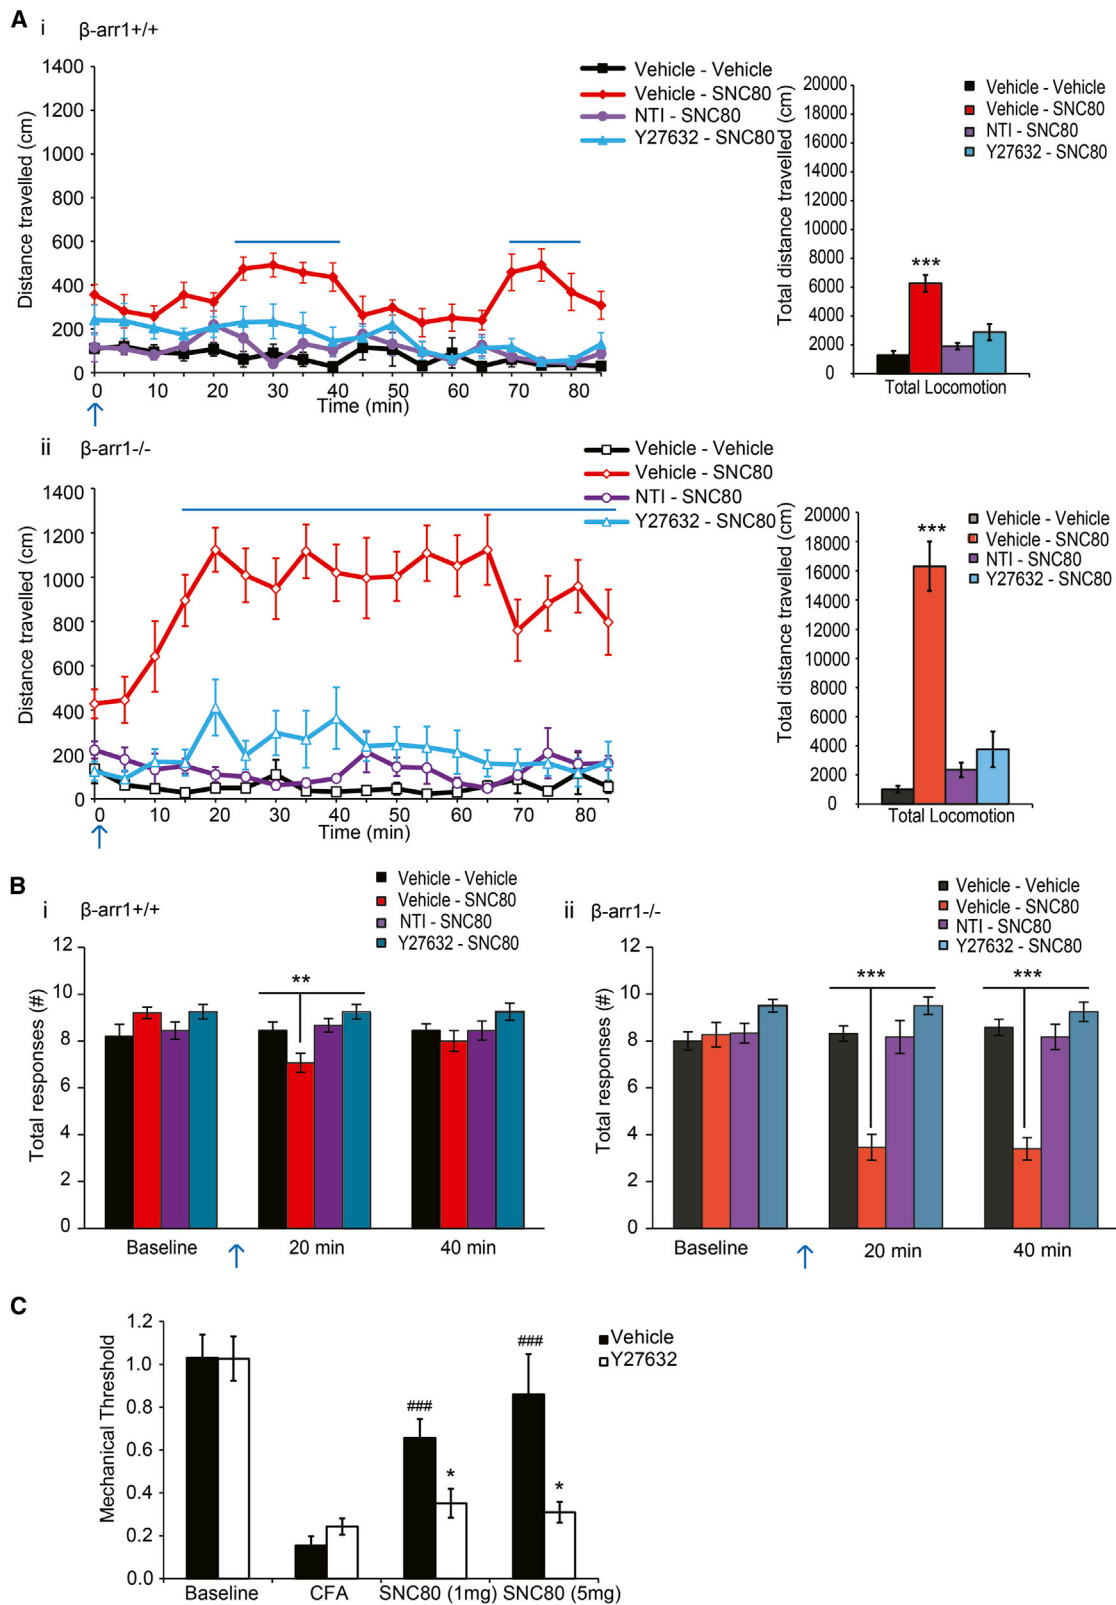 A
i β-arr1+/+
1400
1200
1000
800
600
400
200
0
Distance travelled (cm)
0 10 20 30 40 50 60 70 80
Time (min)
Vehicle - Vehicle
Vehicle - SNC80
NTI - SNC80
Y27632 - SNC80
20000
18000
16000
14000
12000
10000
8000
6000
4000
2000
0
Total distance travelled (cm)
***
Total Locomotion
Vehicle - Vehicle
Vehicle - SNC80
NTI - SNC80
Y27632 - SNC80
ii β-arr1-/-
1400
1200
1000
800
600
400
200
0
Distance travelled (cm)
0 10 20 30 40 50 60 70 80
Time (min)
Vehicle - Vehicle
Vehicle - SNC80
NTI - SNC80
Y27632 - SNC80
20000
18000
16000
14000
12000
10000
8000
6000
4000
2000
0
Total distance travelled (cm)
***
Total Locomotion
Vehicle - Vehicle
Vehicle - SNC80
NTI - SNC80
Y27632 - SNC80
B
i β-arr1+/+
Vehicle - Vehicle
Vehicle - SNC80
NTI - SNC80
Y27632 - SNC80
12
10
8
6
4
2
0
Total responses (#)
**
Baseline 20 min 40 min
ii β-arr1-/-
Vehicle - Vehicle
Vehicle - SNC80
NTI - SNC80
Y27632 - SNC80
12
10
8
6
4
2
0
Total responses (#)
*** ***
Baseline 20 min 40 min
C
1.2
1.0
0.8
0.6
0.4
0.2
0.0
Mechanical Threshold
###
*
###
*
Vehicle
Y27632
Baseline CFA SNC80 (1mg) SNC80 (5mg)